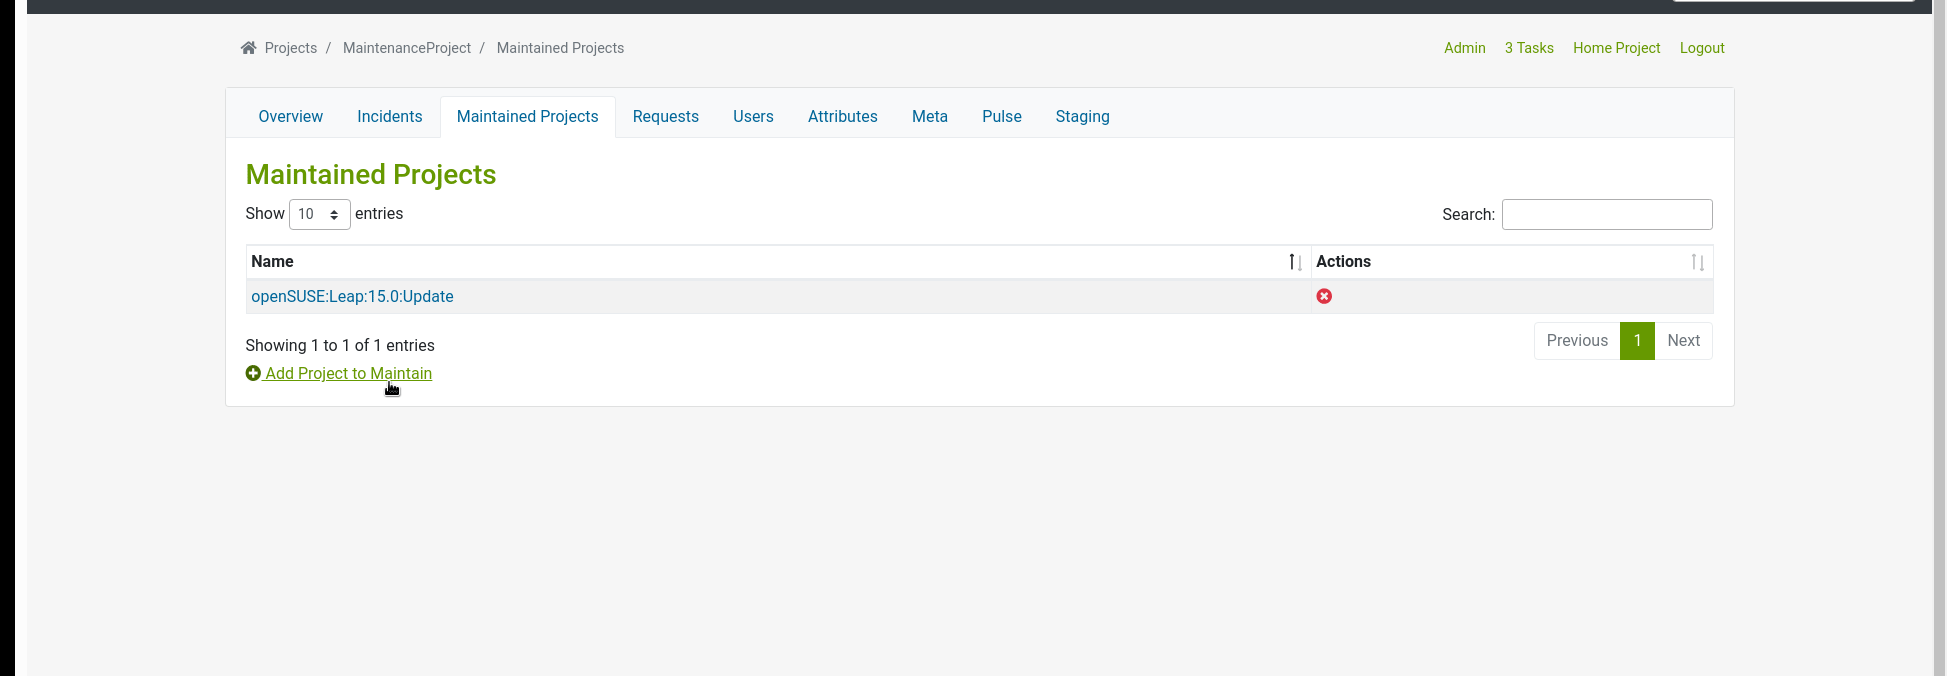 Projects / MaintenanceProject / Maintained Projects
Admin 3 Tasks Home Project Logout
Overview Incidents Maintained Projects Requests Users Attributes Meta Pulse Staging
Maintained Projects
Show 10 entries
Search:
Name Actions
openSUSE:Leap:15.0:Update
Showing 1 to 1 of 1 entries
Previous 1 Next
Add Project to Maintain